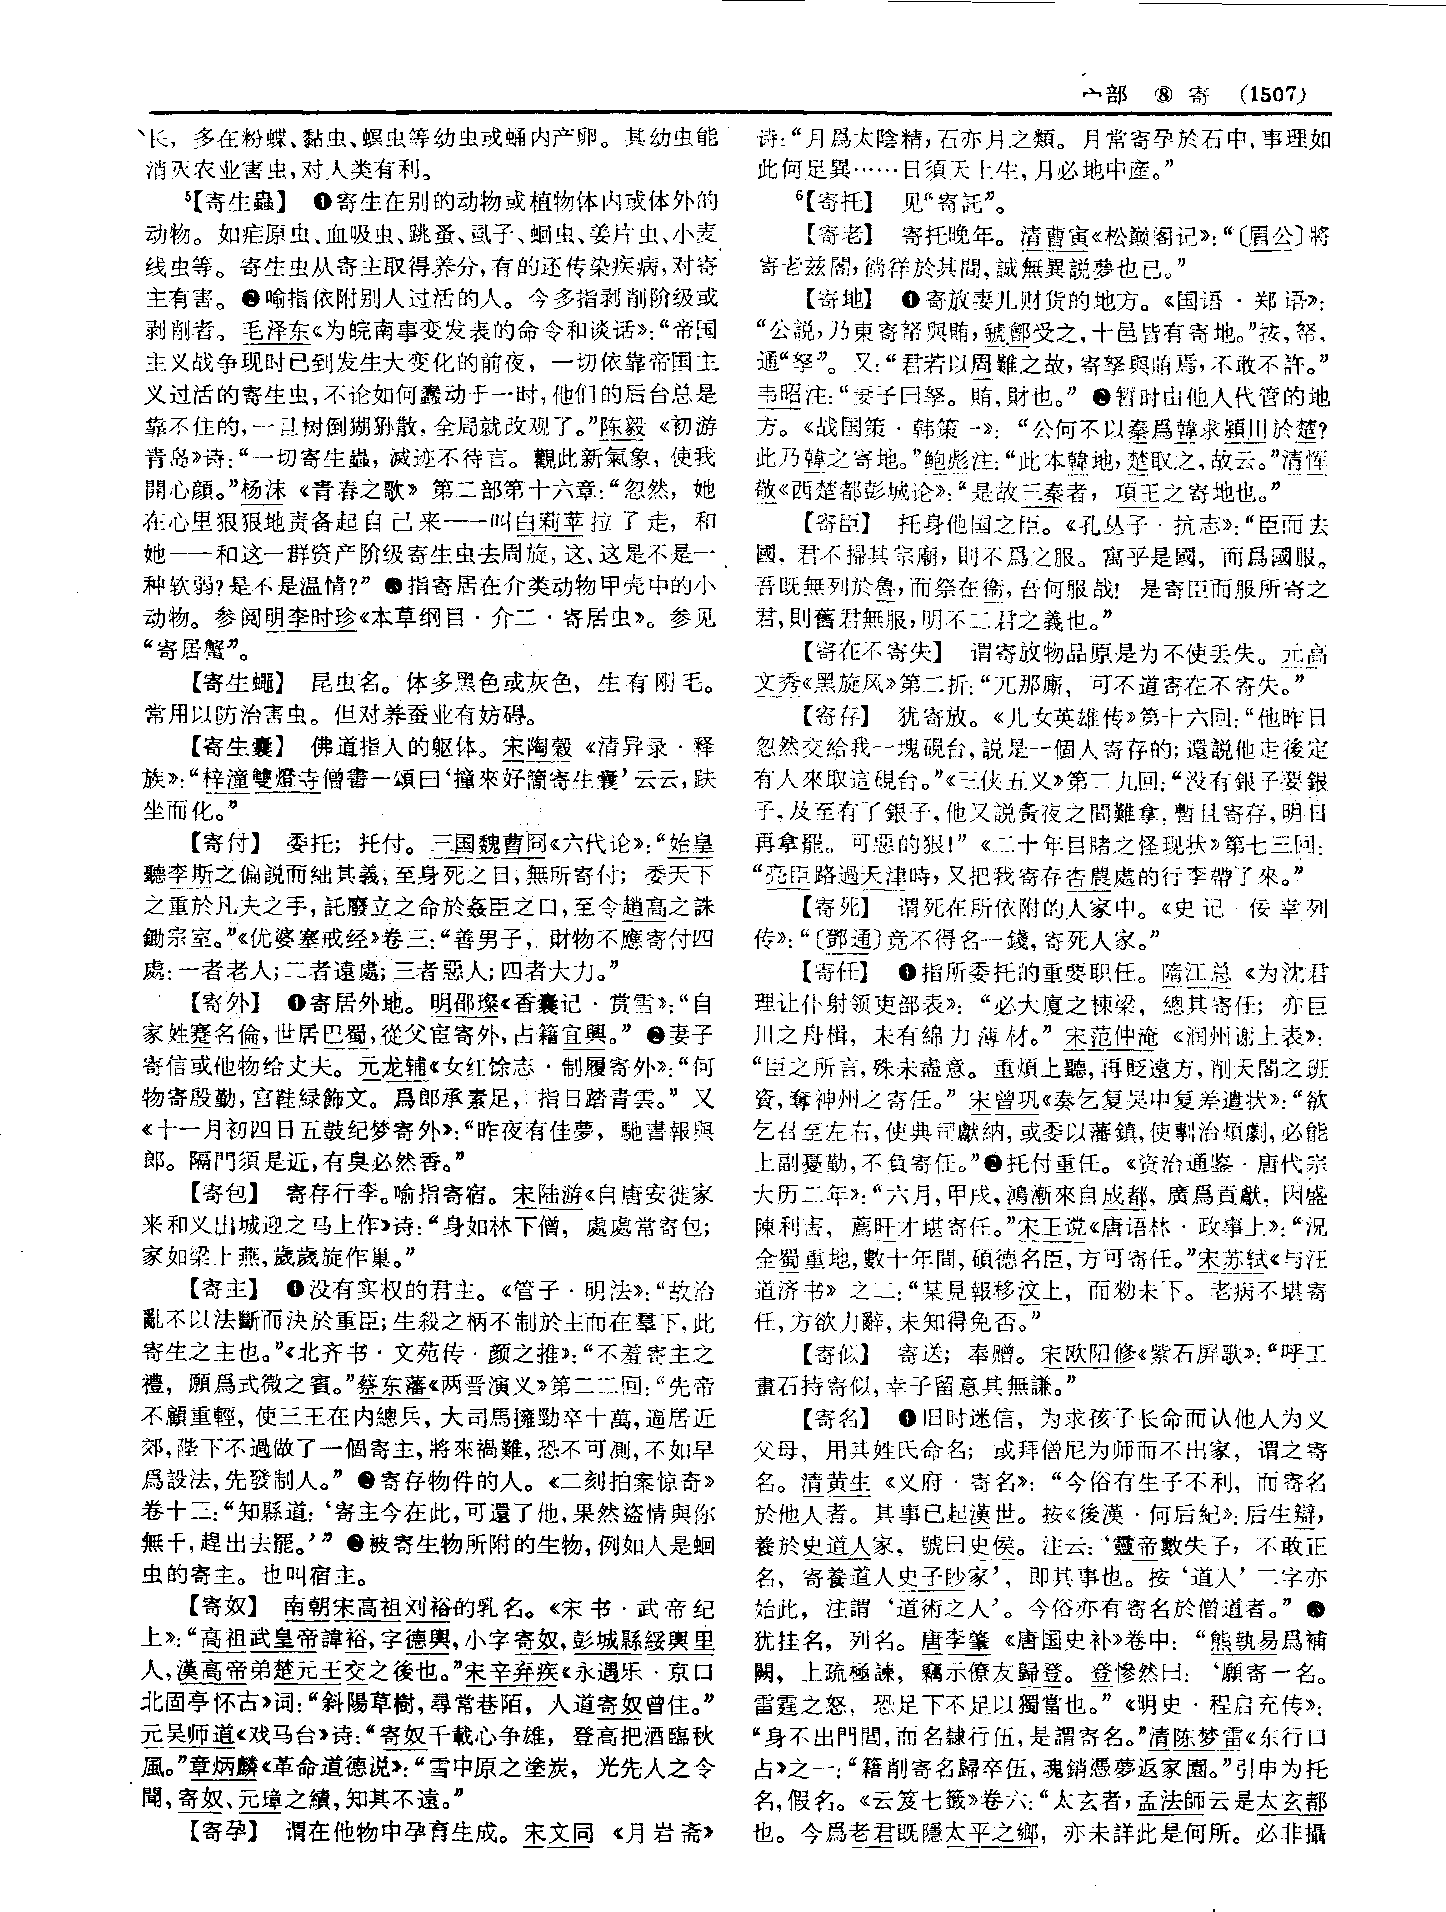 宀部 ⑧ 寄 (1507)
长，多在粉蝶、黏虫、螟虫等幼虫或蛹内产卵。其幼虫能
消灭农业害虫，对人类有利。
⁵【寄生蟲】 ❶寄生在别的动物或植物体内或体外的
动物。如疟原虫、血吸虫、跳蚤、虱子、蛔虫、姜片虫、小麦
线虫等。寄生虫从寄主取得养分，有的还传染疾病，对寄
主有害。❷喻指依附别人过活的人。今多指剥削阶级或
剥削者。毛泽东《为皖南事变发表的命令和谈话》：“帝国
主义战争现时已到发生大变化的前夜，一切依靠帝国主
义过活的寄生虫，不论如何蠢动于一时，他们的后台总是
靠不住的，一旦树倒猢狲散，全局就改观了。”陈毅《初游
青岛》诗：“一切寄生蟲，滅迹不待言。觀此新氣象，使我
開心顔。”杨沫《青春之歌》第二部第十六章：“忽然，她
在心里狠狠地责备起自己来——叫白莉苹拉了走，和
她——和这一群资产阶级寄生虫去周旋，这、这是不是一
种软弱？是不是温情？”❸指寄居在介类动物甲壳中的小
动物。参阅明李时珍《本草纲目·介二·寄居虫》。参见
“寄居蟹”。
【寄生蠅】 昆虫名。体多黑色或灰色，生有刚毛。
常用以防治害虫。但对养蚕业有妨碍。
【寄生囊】 佛道指人的躯体。宋陶穀《清异录·释
族》：“梓潼雙燈寺僧書一頌曰‘撞來好箇寄生囊’云云，趺
坐而化。”
【寄付】 委托；托付。三国魏曹冏《六代论》：“始皇
聽李斯之偏説而絀其義，至身死之日，無所寄付；委天下
之重於凡夫之手，託廢立之命於姦臣之口，至令趙高之誅
鋤宗室。”《优婆塞戒经》卷三：“善男子，財物不應寄付四
處：一者老人；二者遠處；三者惡人；四者大力。”
【寄外】 ❶寄居外地。明邵璨《香囊记·赏雪》：“自
家姓蹇名倫，世居巴蜀，從父宦寄外，占籍宜興。”❷妻子
寄信或他物给丈夫。元龙辅《女红馀志·制履寄外》：“何
物寄殷勤，宫鞋緑飾文。爲郎承素足，指日踏青雲。”又
《十一月初四日五鼓纪梦寄外》：“昨夜有佳夢，馳書報與
郎。隔門須是近，有臭必然香。”
【寄包】 寄存行李。喻指寄宿。宋陆游《自唐安徙家
来和义出城迎之马上作》诗：“身如林下僧，處處常寄包；
家如梁上燕，歲歲旋作巢。”
【寄主】 ❶没有实权的君主。《管子·明法》：“故治
亂不以法斷而決於重臣；生殺之柄不制於主而在羣下，此
寄生之主也。”《北齐书·文苑传·颜之推》：“不羞寄主之
禮，願爲式微之賓。”蔡东藩《两晋演义》第二二回：“先帝
不顧重輕，使三王在内總兵，大司馬擁勁卒十萬，逼居近
郊，陛下不過做了一個寄主，將來禍難，恐不可測，不如早
爲設法，先發制人。”❷寄存物件的人。《二刻拍案惊奇》
卷十三：“知縣道：‘寄主今在此，可還了他，果然盜情與你
無干，趕出去罷。’”❸被寄生物所附的生物，例如人是蛔
虫的寄主。也叫宿主。
【寄奴】 南朝宋高祖刘裕的乳名。《宋书·武帝纪
上》：“高祖武皇帝諱裕，字德輿，小字寄奴，彭城縣綏輿里
人，漢高帝弟楚元王交之後也。”宋辛弃疾《永遇乐·京口
北固亭怀古》词：“斜陽草樹，尋常巷陌，人道寄奴曾住。”
元吴师道《戏马台》诗：“寄奴千載心争雄，登高把酒臨秋
風。”章炳麟《革命道德说》：“雪中原之塗炭，光先人之令
聞，寄奴、元璋之績，知其不遠。”
【寄孕】 谓在他物中孕育生成。宋文同《月岩斋》
诗：“月爲太陰精，石亦月之類。月常寄孕於石中，事理如
此何足異……日須天上生，月必地中産。”
⁶【寄托】 见“寄託”。
【寄老】 寄托晚年。清曹寅《松巅阁记》：“〔眉公〕將
寄老兹閣，徜徉於其間，誠無異説夢也已。”
【寄地】 ❶寄放妻儿财货的地方。《国语·郑语》：
“公説，乃東寄帑與賄，虢鄶受之，十邑皆有寄地。”按，帑，
通“孥”。又：“君若以周難之故，寄孥與賄焉，不敢不許。”
韦昭注：“妻子曰孥。賄，財也。”❷暂时由他人代管的地
方。《战国策·韩策一》：“公何不以秦爲韓求潁川於楚？
此乃韓之寄地。”鲍彪注：“此本韓地，楚取之，故云。”清恽
敬《西楚都彭城论》：“是故三秦者，項王之寄地也。”
【寄臣】 托身他国之臣。《孔丛子·抗志》：“臣而去
國，君不掃其宗廟，則不爲之服。寓乎是國，而爲國服。
吾既無列於魯，而祭在衛，吾何服哉！是寄臣而服所寄之
君，則舊君無服，明不二君之義也。”
【寄在不寄失】 谓寄放物品原是为不使丢失。元高
文秀《黑旋风》第二折：“兀那廝，可不道寄在不寄失。”
【寄存】 犹寄放。《儿女英雄传》第十六回：“他昨日
忽然交給我一塊硯台，説是一個人寄存的；還説他走後定
有人來取這硯台。”《三侠五义》第二九回：“没有銀子要銀
子，及至有了銀子，他又説黃夜之間難拿，暫且寄存，明日
再拿罷。可惡的狠！”《二十年目睹之怪现状》第七三回：
“亮臣路過天津時，又把我寄存杏農處的行李帶了來。”
【寄死】 谓死在所依附的人家中。《史记·佞幸列
传》：“〔鄧通〕竟不得名一錢，寄死人家。”
【寄任】 ❶指所委托的重要职任。隋江总《为沈君
理让仆射领吏部表》：“必大廈之棟梁，總其寄任；亦巨
川之舟楫，未有綿力薄材。”宋范仲淹《润州谢上表》：
“臣之所言，殊未盡意。重煩上聽，再貶遠方，削天閣之班
資，奪神州之寄任。”宋曾巩《奏乞复吴中复差遣状》：“欲
乞召至左右，使典司獻納，或委以藩鎮，使剸治煩劇，必能
上副憂勤，不負寄任。”❷托付重任。《资治通鉴·唐代宗
大历二年》：“六月，甲戌，鴻漸來自成都，廣爲貢獻，因盛
陳利害，薦旰才堪寄任。”宋王谠《唐语林·政事上》：“況
全蜀重地，數十年間，碩德名臣，方可寄任。”宋苏轼《与汪
道济书》之二：“某見報移汶上，而勑未下。老病不堪寄
任，方欲力辭，未知得免否。”
【寄似】 寄送；奉赠。宋欧阳修《紫石屏歌》：“呼工
畫石持寄似，幸子留意其無謙。”
【寄名】 ❶旧时迷信，为求孩子长命而认他人为义
父母，用其姓氏命名；或拜僧尼为师而不出家，谓之寄
名。清黄生《义府·寄名》：“今俗有生子不利，而寄名
於他人者。其事已起漢世。按《後漢·何后紀》：后生辯，
養於史道人家，號曰史侯。注云：‘靈帝數失子，不敢正
名，寄養道人史子眇家’，即其事也。按‘道人’二字亦
始此，注謂‘道術之人’。今俗亦有寄名於僧道者。”❷
犹挂名，列名。唐李肇《唐国史补》卷中：“熊執易爲補
闕，上疏極諫，竊示僚友歸登。登慘然曰：‘願寄一名。
雷霆之怒，恐足下不足以獨當也。”《明史·程启充传》：
“身不出門閭，而名隸行伍，是謂寄名。”清陈梦雷《东行口
占》之一：“籍削寄名歸卒伍，魂銷憑夢返家園。”引申为托
名，假名。《云笈七籤》卷六：“太玄者，孟法師云是太玄都
也。今爲老君既隱太平之鄉，亦未詳此是何所。必非攝